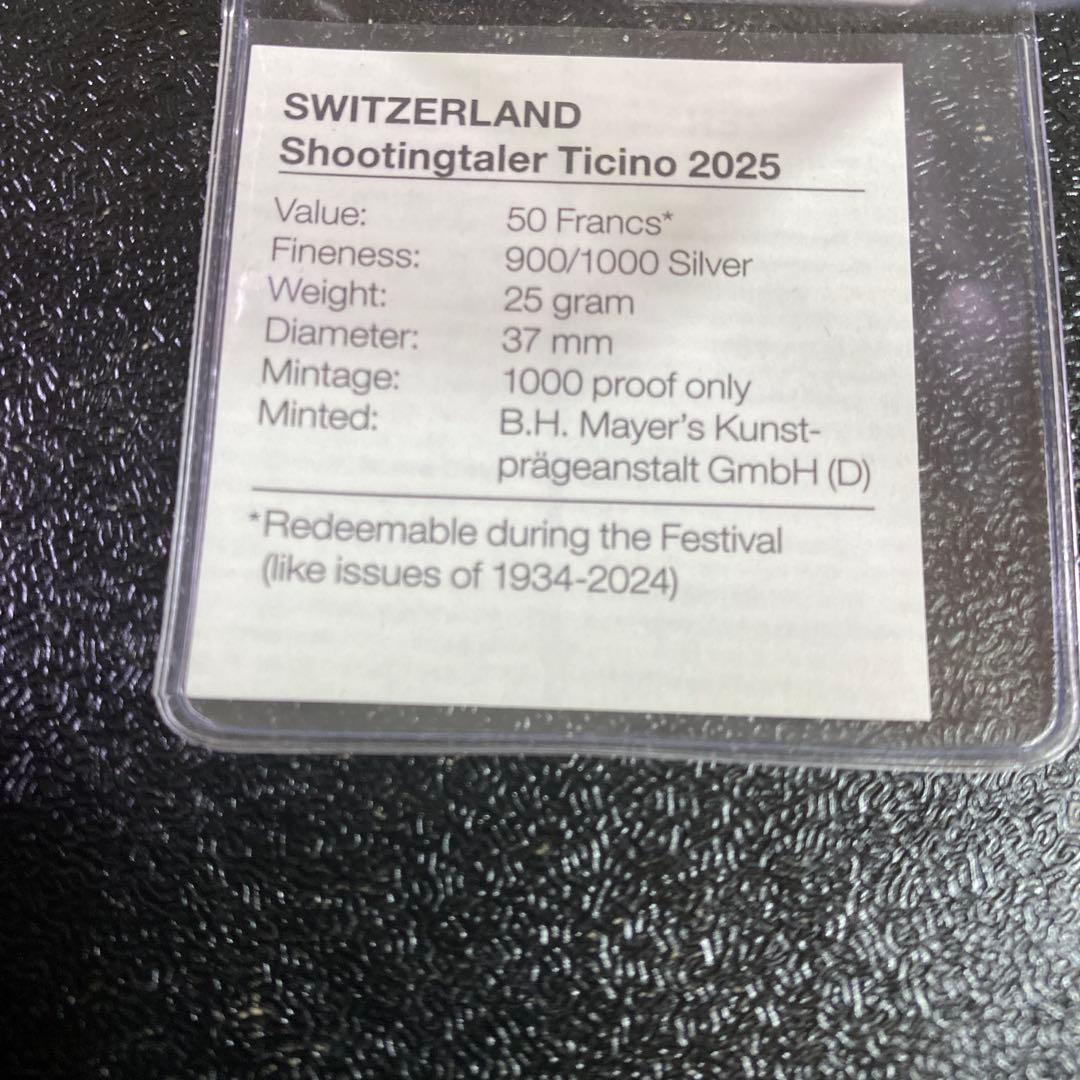 SWITZERLAND
Shootingtaler Ticino 2025
Value: 50 Francs*
Fineness: 900/1000 Silver
Weight: 25 gram
Diameter: 37 mm
Mintage: 1000 proof only
Minted: B.H. Mayer's Kunst-
prägeanstalt GmbH (D)
*Redeemable during the Festival
(like issues of 1934-2024)